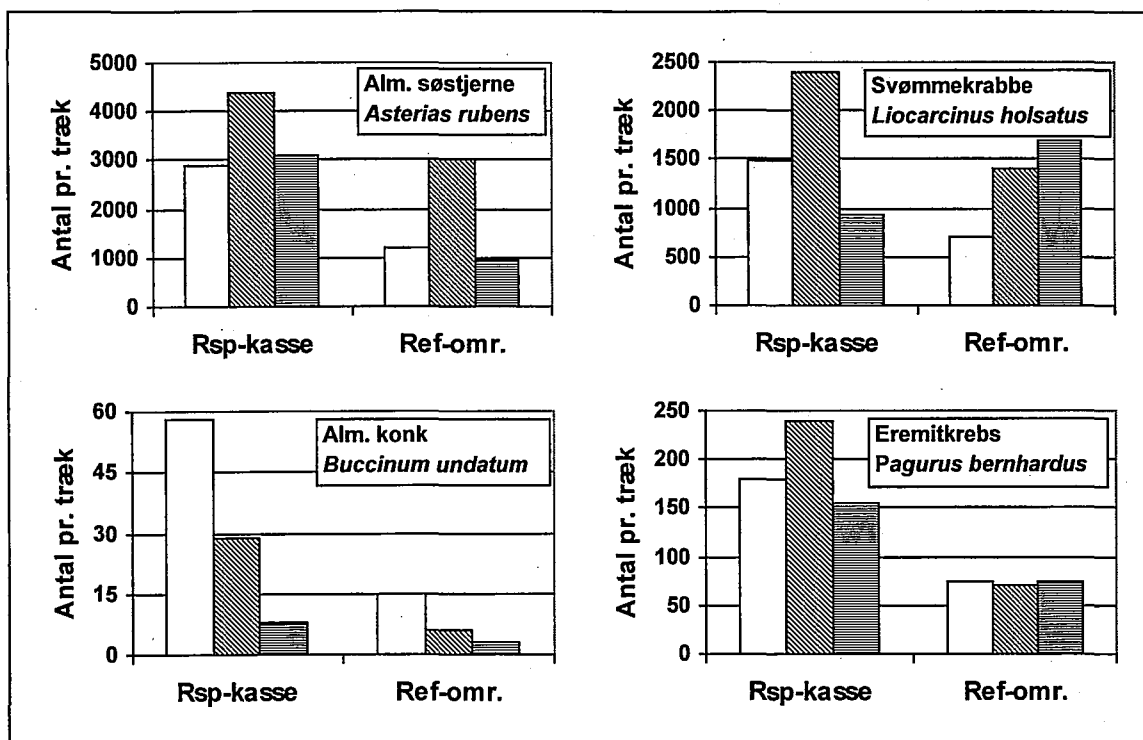 Antal pr. træk
5000
4000
3000
2000
1000
0
Alm. søstjerne
Asterias rubens
Rsp-kasse
Ref-omr.
Antal pr. træk
2500
2000
1500
1000
500
0
Svømmekrabbe
Liocarcinus holsatus
Rsp-kasse
Ref-omr.
Antal pr. træk
60
45
30
15
0
Alm. konk
Buccinum undatum
Rsp-kasse
Ref-omr.
Antal pr. træk
250
200
150
100
50
0
Eremitkrebs
Pagurus bernhardus
Rsp-kasse
Ref-omr.